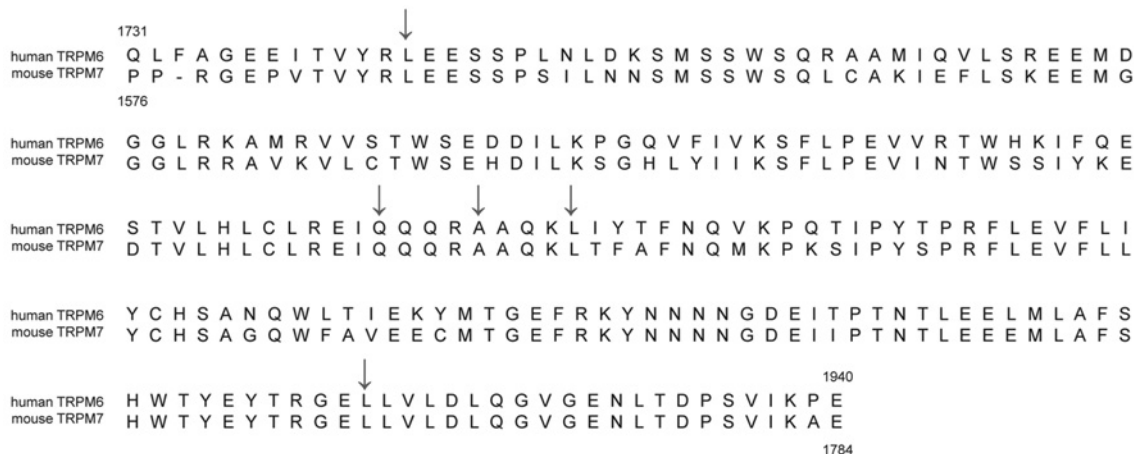 1731
human TRPM6 Q L F A G E E I T V Y R L E E S S P L N L D K S M S S W S Q R A A M I Q V L S R E E M D
mouse TRPM7 P P - R G E P V T V Y R L E E S S P S I L N N S M S S W S Q L C A K I E F L S K E E M G
1576
human TRPM6 G G L R K A M R V V S T W S E D D I L K P G Q V F I V K S F L P E V V R T W H K I F Q E
mouse TRPM7 G G L R R A V K V L C T W S E H D I L K S G H L Y I I K S F L P E V I N T W S S I Y K E
human TRPM6 S T V L H L C L R E I Q Q Q R A A Q K L I Y T F N Q V K P Q T I P Y T P R F L E V F L I
mouse TRPM7 D T V L H L C L R E I Q Q Q R A A Q K L T F A F N Q M K P K S I P Y S P R F L E V F L L
human TRPM6 Y C H S A N Q W L T I E K Y M T G E F R K Y N N N N G D E I T P T N T L E E L M L A F S
mouse TRPM7 Y C H S A G Q W F A V E E C M T G E F R K Y N N N N G D E I I P T N T L E E E M L A F S
1940
human TRPM6 H W T Y E Y T R G E L L V L D L Q G V G E N L T D P S V I K P E
mouse TRPM7 H W T Y E Y T R G E L L V L D L Q G V G E N L T D P S V I K A E
1784